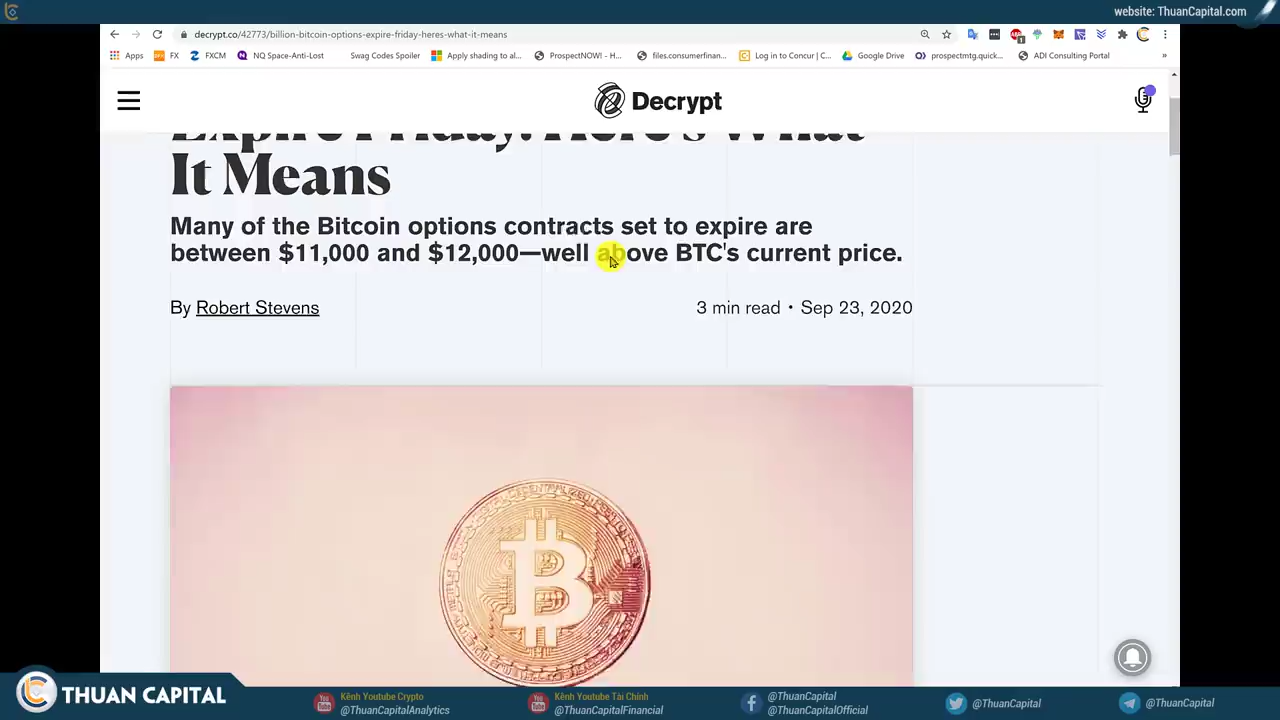 website: ThuanCapital.com
decrypt.co/42773/billion-bitcoin-options-expire-friday-heres-what-it-means
Apps FX FXCM NQ Space-Anti-Lost Swag Codes Spoiler Apply shading to al... ProspectNOW! - H... files.consumerfinan... Log in to Concur | C... Google Drive prospectmtg.quick... ADI Consulting Portal »
Decrypt
Expire Friday. Here's What
It Means
Many of the Bitcoin options contracts set to expire are
between $11,000 and $12,000—well above BTC's current price.
By Robert Stevens 3 min read • Sep 23, 2020
THUAN CAPITAL
Kênh Youtube Crypto
@ThuanCapitalAnalytics
Kênh Youtube Tài Chính
@ThuanCapitalFinancial
@ThuanCapital
@ThuanCapitalOfficial
@ThuanCapital
@ThuanCapital